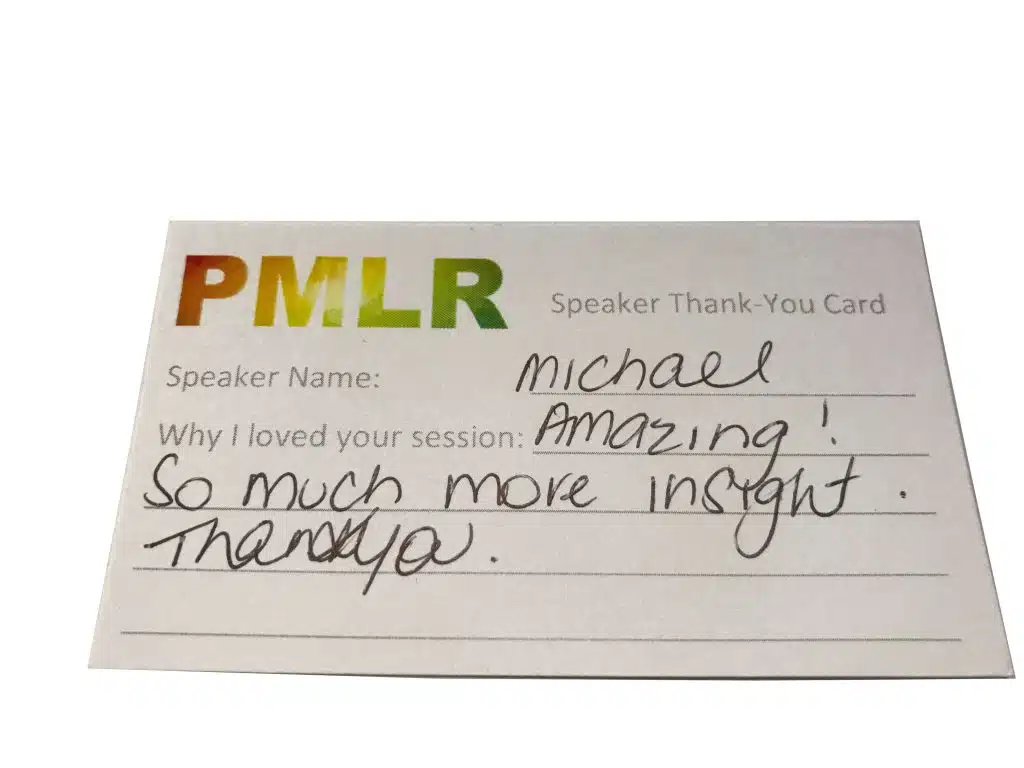 PMLR Speaker Thank-You Card
Speaker Name: Michael
Why I loved your session: Amazing!
So much more insight.
Thankyou.